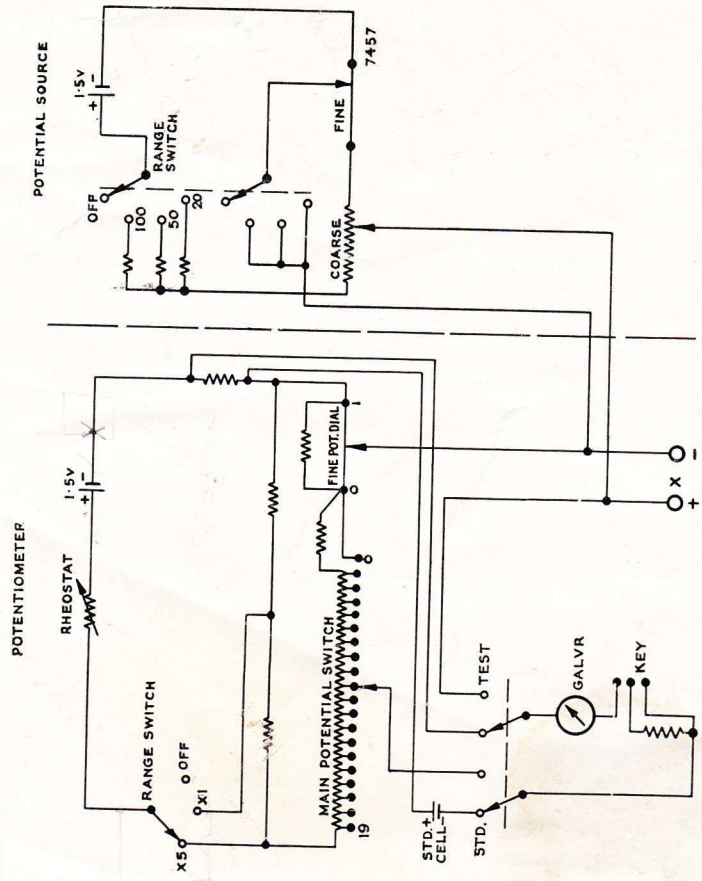 POTENTIOMETER
POTENTIAL SOURCE
RHEOSTAT
1·5V
+ −
RANGE SWITCH
X5
OFF
X1
MAIN POTENTIAL SWITCH
19
0
FINE POT. DIAL
0
1
STD.+
CELL−
STD.
TEST
GALVR
KEY
+ X −
1·5V
+ −
OFF
RANGE
SWITCH
100
50
20
COARSE
FINE
7457